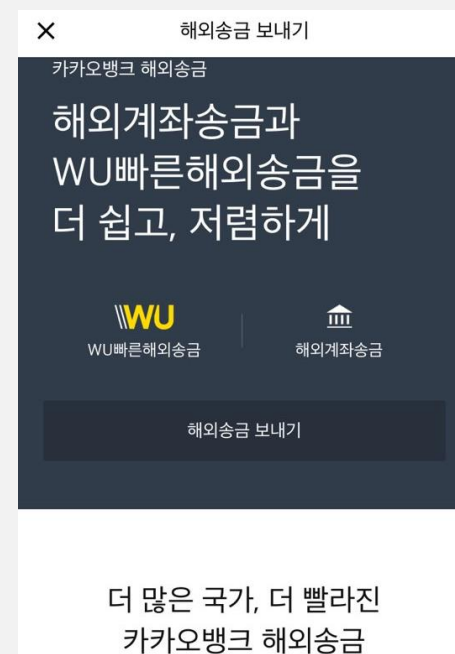 해외송금 보내기
카카오뱅크 해외송금
해외계좌송금과
WU빠른해외송금을
더 쉽고, 저렴하게
WU
WU빠른해외송금
해외계좌송금
해외송금 보내기
더 많은 국가, 더 빨라진
카카오뱅크 해외송금